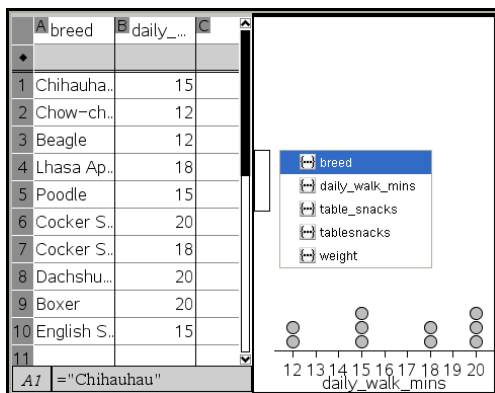 A breed B daily_... C
◆
1 Chihauha.. 15
2 Chow-ch.. 12
3 Beagle 12
4 Lhasa Ap.. 18
5 Poodle 15
6 Cocker S.. 20
7 Cocker S.. 18
8 Dachshu... 20
9 Boxer 20
10 English S.. 15
11
A1 ="Chihauhau"
breed
daily_walk_mins
table_snacks
tablesnacks
weight
12 13 14 15 16 17 18 19 20
daily_walk_mins